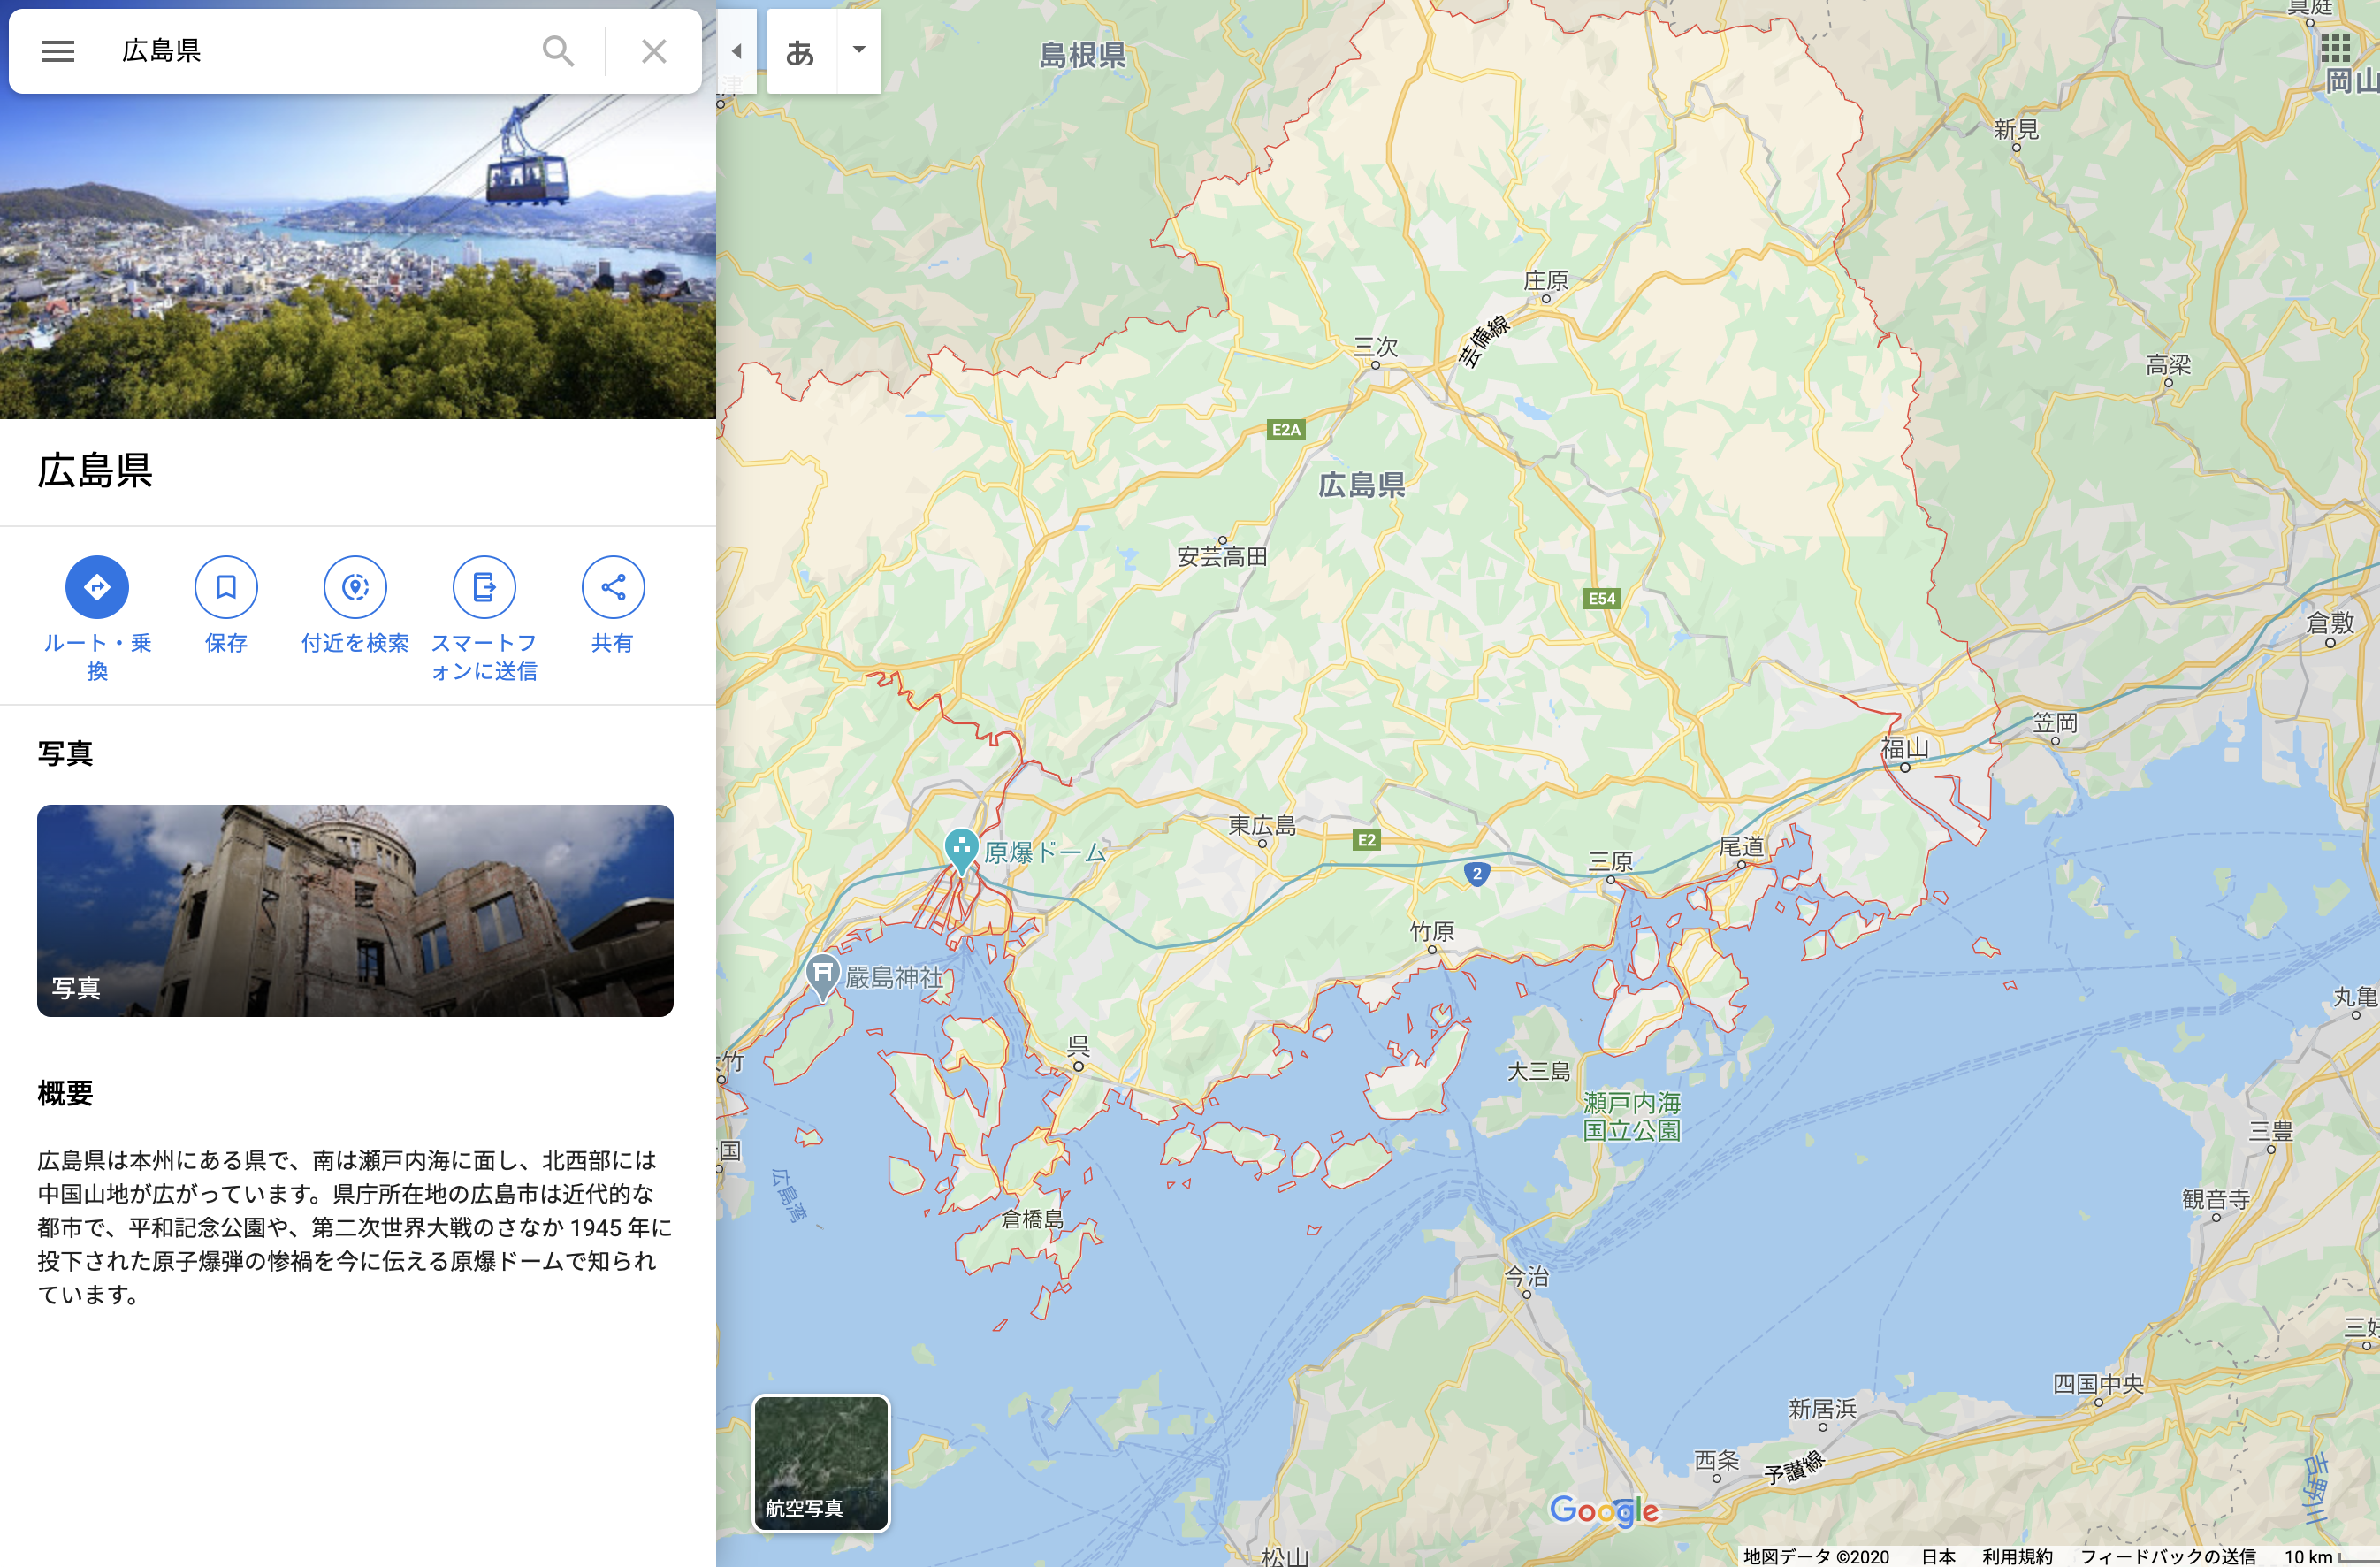 広島県
広島県
ルート・乗
換
保存
付近を検索
スマートフ
ォンに送信
共有
写真
写真
概要
広島県は本州にある県で、南は瀬戸内海に面し、北西部には
中国山地が広がっています。県庁所在地の広島市は近代的な
都市で、平和記念公園や、第二次世界大戦のさなか 1945 年に
投下された原子爆弾の惨禍を今に伝える原爆ドームで知られ
ています。
あ
島根県
真庭
岡山
新見
庄原
三次
芸備線
高梁
E2A
広島県
安芸高田
E54
倉敷
笠岡
福山
東広島
E2
原爆ドーム
2
三原
尾道
竹原
嚴島神社
丸亀
呉
竹
大三島
瀬戸内海
国立公園
国
三豊
広島湾
観音寺
倉橋島
今治
三好
四国中央
新居浜
西条
予讃線
吉野川
航空写真
Google
松山
地図データ ©2020
日本
利用規約
フィードバックの送信
10 km